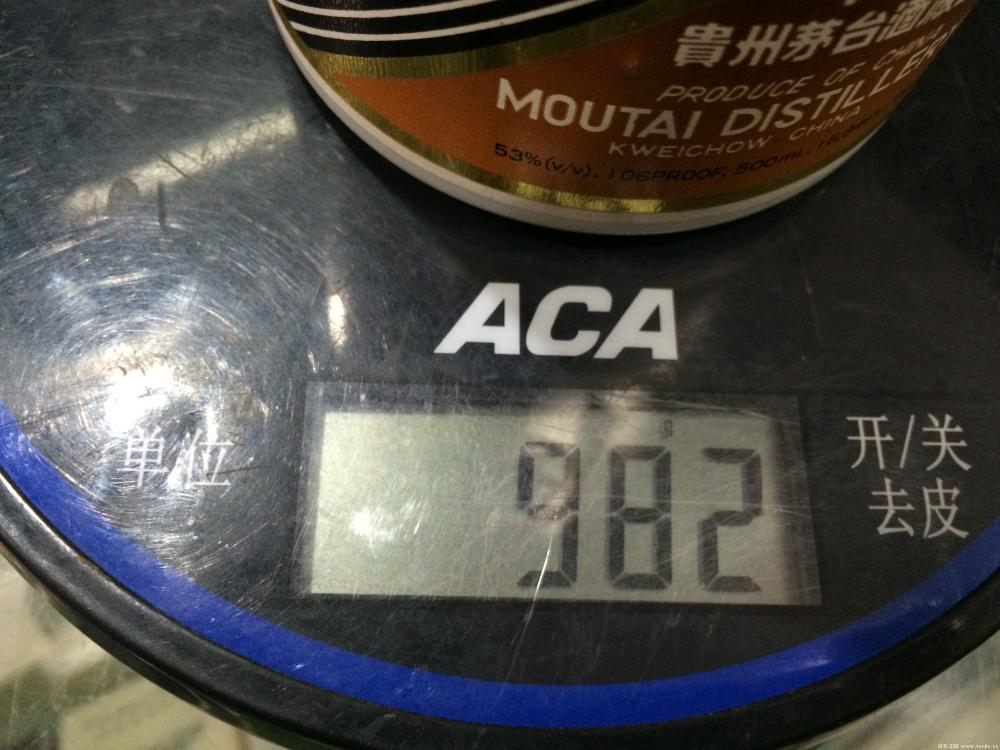 貴州茅台酒
PRODUCE OF CHINA
MOUTAI DISTILLERY
KWEICHOW CHINA
53%(v/v). 106PROOF. 500mL.
ACA
单位
982
g
开/关
去皮